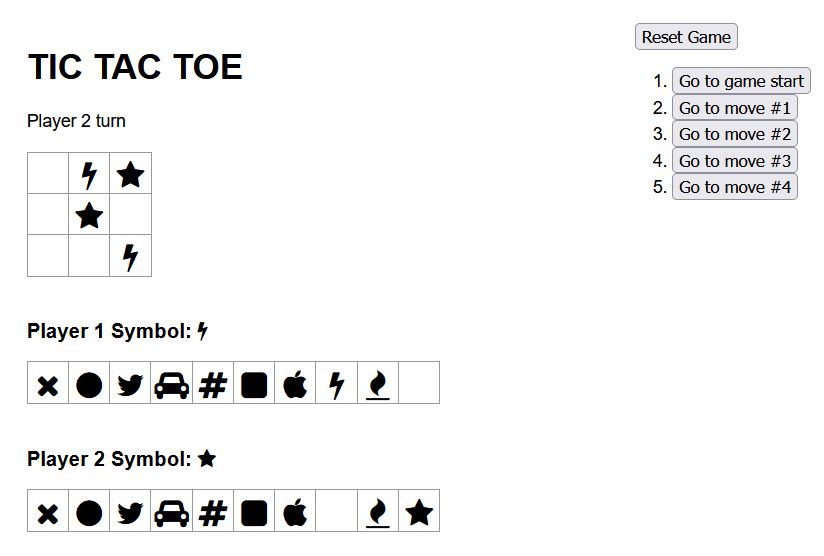 Reset Game
TIC TAC TOE
1. Go to game start
2. Go to move #1
3. Go to move #2
4. Go to move #3
5. Go to move #4
Player 2 turn
Player 1 Symbol:
#
Player 2 Symbol:
#